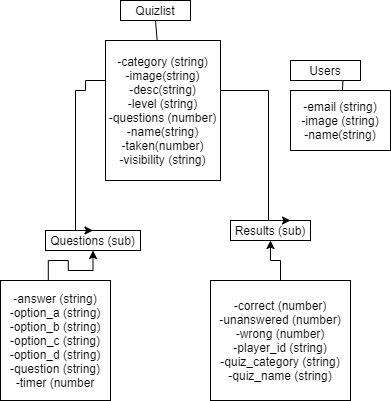 Quizlist
-category (string)
-image(string)
-desc(string)
-level (string)
-questions (number)
-name(string)
-taken(number)
-visibility (string)
Users
-email (string)
-image (string)
-name(string)
Questions (sub)
Results (sub)
-answer (string)
-option_a (string)
-option_b (string)
-option_c (string)
-option_d (string)
-question (string)
-timer (number
-correct (number)
-unanswered (number)
-wrong (number)
-player_id (string)
-quiz_category (string)
-quiz_name (string)